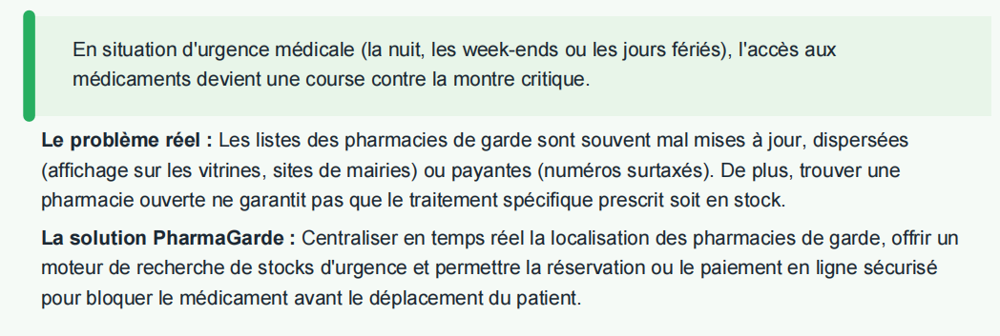 En situation d'urgence médicale (la nuit, les week-ends ou les jours fériés), l'accès aux
médicaments devient une course contre la montre critique.
Le problème réel : Les listes des pharmacies de garde sont souvent mal mises à jour, dispersées
(affichage sur les vitrines, sites de mairies) ou payantes (numéros surtaxés). De plus, trouver une
pharmacie ouverte ne garantit pas que le traitement spécifique prescrit soit en stock.
La solution PharmaGarde : Centraliser en temps réel la localisation des pharmacies de garde, offrir un
moteur de recherche de stocks d'urgence et permettre la réservation ou le paiement en ligne sécurisé
pour bloquer le médicament avant le déplacement du patient.